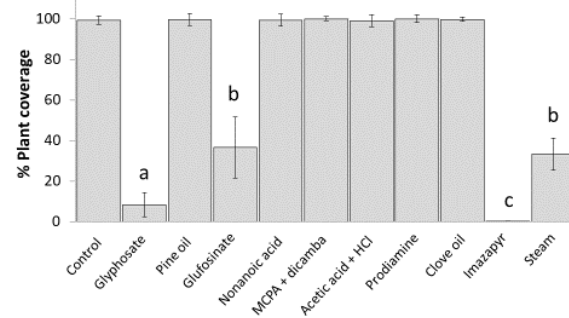 % Plant coverage
100
80
60
40
20
0
a
b
c
b
Control
Glyphosate
Pine oil
Glufosinate
Nonanoic acid
MCPA + dicamba
Acetic acid + HCl
Prodiamine
Clove oil
Imazapyr
Steam